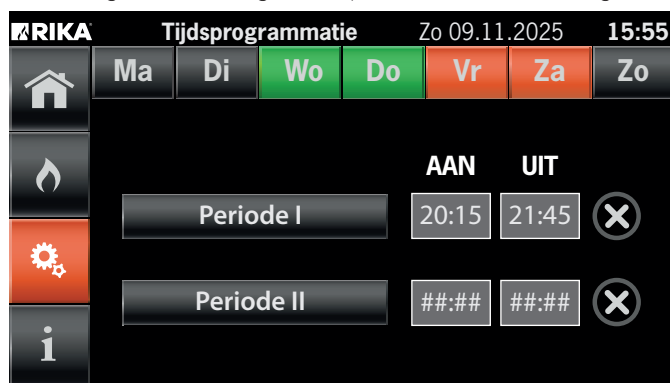 RIKA Tijdsprogrammatie Zo 09.11.2025 15:55
Ma Di Wo Do Vr Za Zo
AAN UIT
Periode I 20:15 21:45
Periode II ##:## ##:##
i